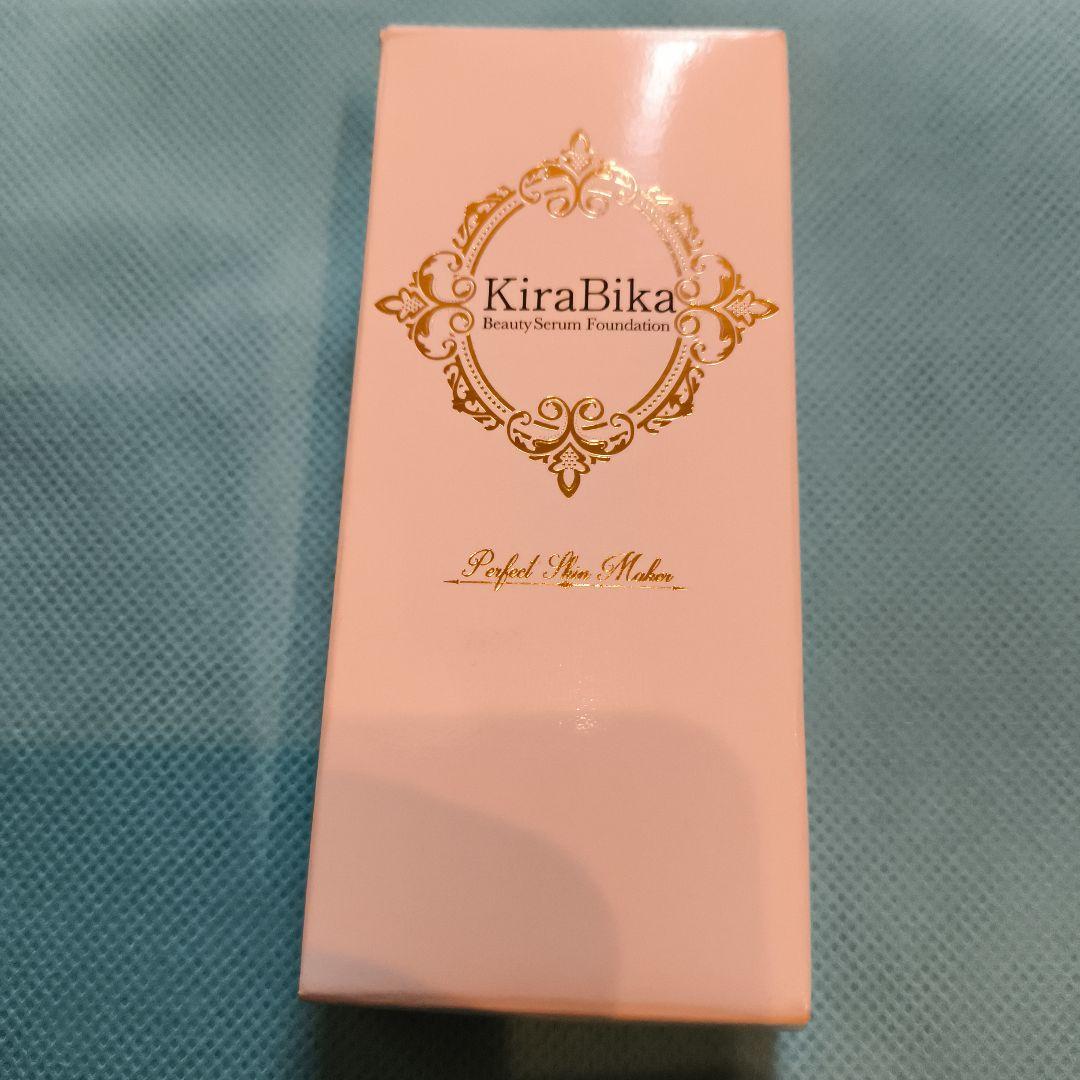 KiraBika
Beauty Serum Foundation
Perfect Skin Maker